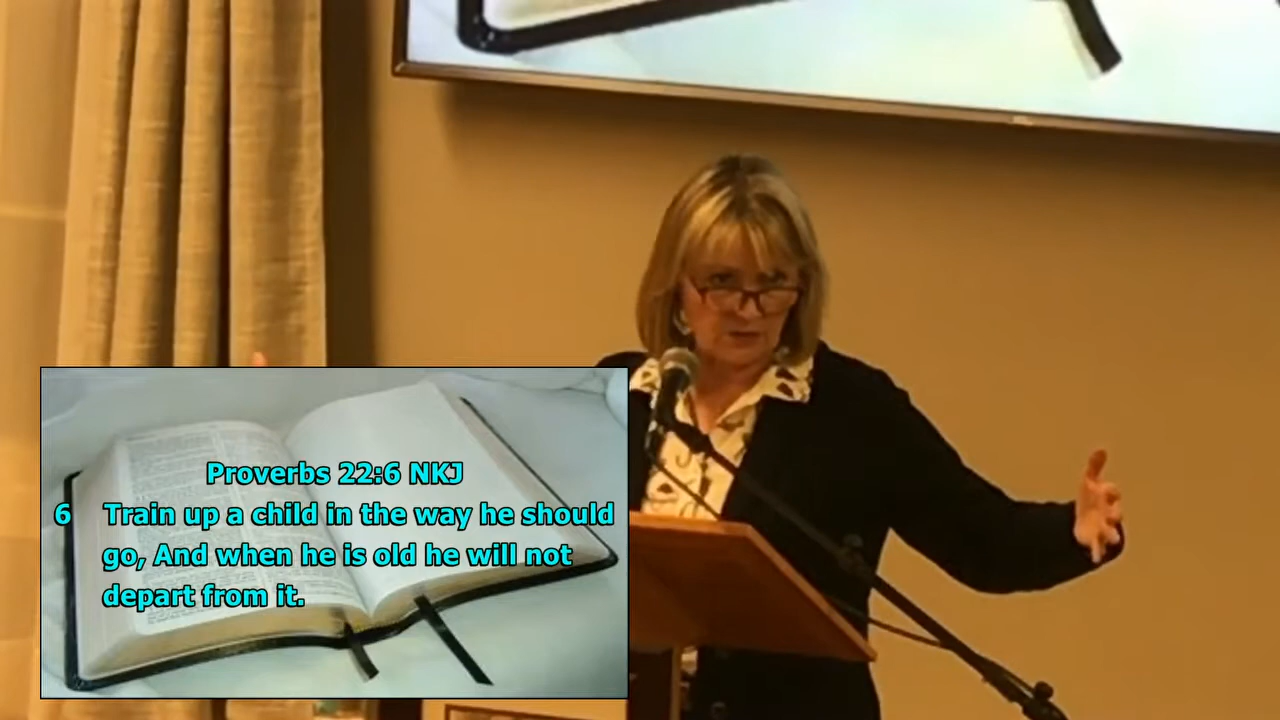 Proverbs 22:6 NKJ
6 Train up a child in the way he should
go, And when he is old he will not
depart from it.